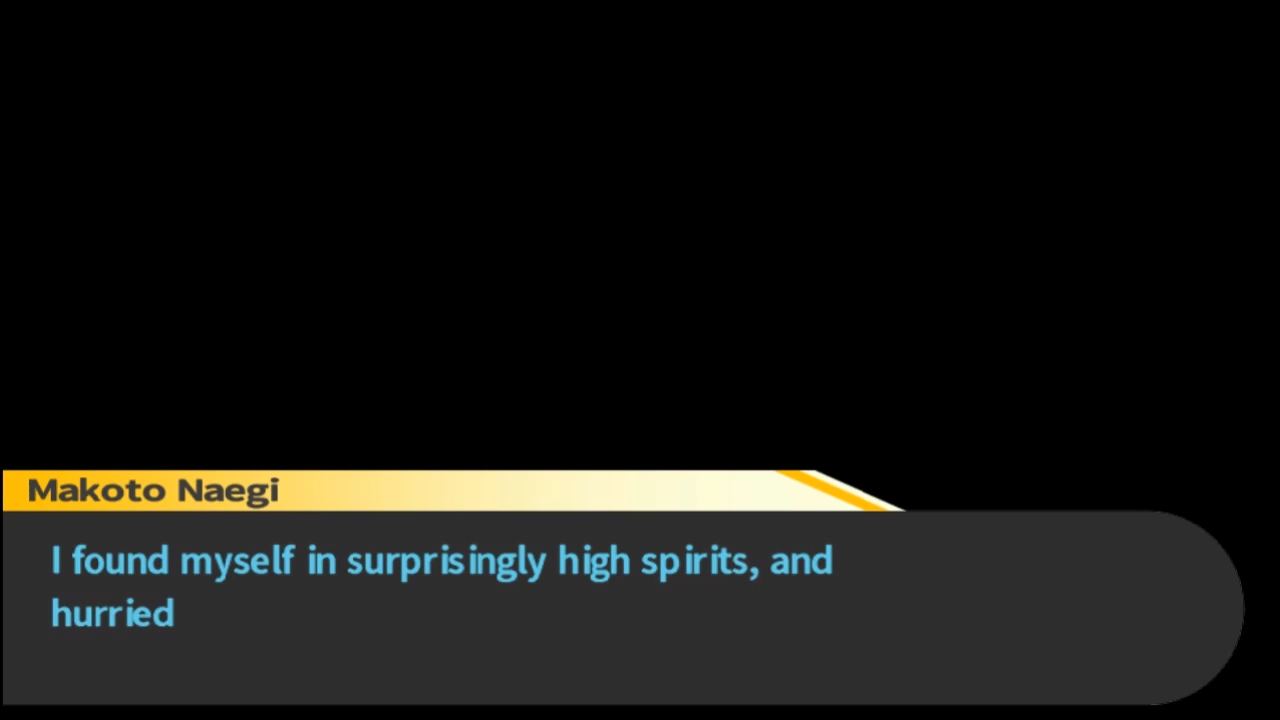 Makoto Naegi
I found myself in surprisingly high spirits, and
hurried